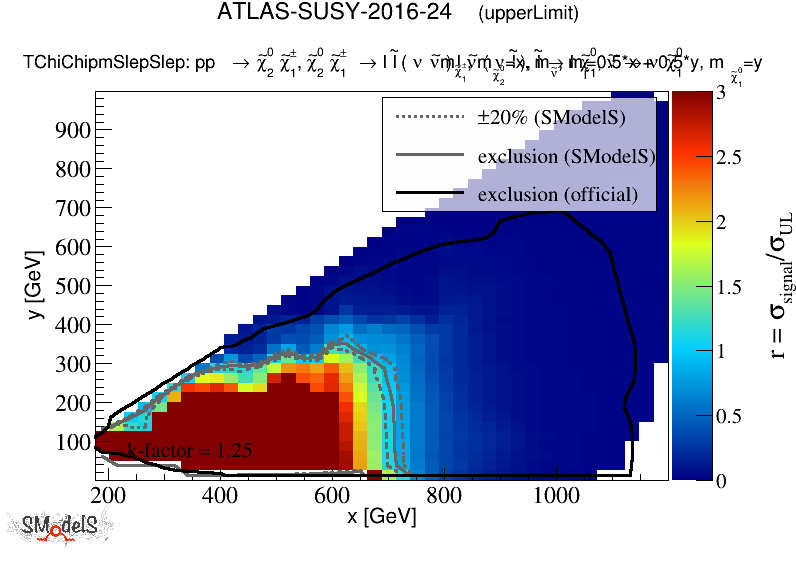 ATLAS-SUSY-2016-24 (upperLimit)
TChiChipmSlepSlep: pp → χ̃⁰₂ χ̃±₁, χ̃⁰₂ χ̃±₁ → l l̃ ( ν ν̃
=y
±20% (SModelS)
exclusion (SModelS)
exclusion (official)
900
800
700
600
500
400
300
200
100
y [GeV]
k-factor = 1.25
200 400 600 800 1000
x [GeV]
3
2.5
2
1.5
1
0.5
0
r = σsignal/σUL
SModelS